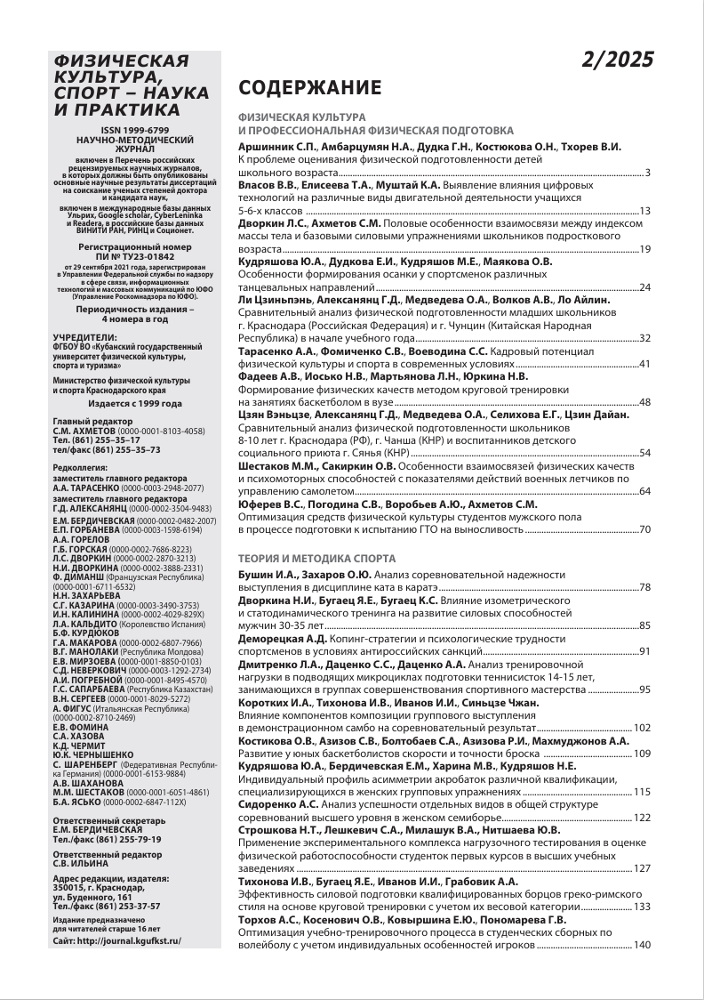 ФИЗИЧЕСКАЯ
КУЛЬТУРА,
СПОРТ – НАУКА
И ПРАКТИКА
ISSN 1999-6799
НАУЧНО-МЕТОДИЧЕСКИЙ
ЖУРНАЛ
включен в Перечень российских
рецензируемых научных журналов,
в которых должны быть опубликованы
основные научные результаты диссертаций
на соискание ученых степеней доктора
и кандидата наук,
включен в международные базы данных
Ульрих, Google scholar, CyberLeninka
и Readera, в российские базы данных
ВИНИТИ РАН, РИНЦ и Соционет.
Регистрационный номер
ПИ № ТУ23-01842
от 29 сентября 2021 года, зарегистрирован
в Управлении Федеральной службы по надзору
в сфере связи, информационных
технологий и массовых коммуникаций по ЮФО
(Управление Роскомнадзора по ЮФО).
Периодичность издания –
4 номера в год
УЧРЕДИТЕЛИ:
ФГБОУ ВО «Кубанский государственный
университет физической культуры,
спорта и туризма»
Министерство физической культуры
и спорта Краснодарского края
Издается с 1999 года
Главный редактор
С.М. АХМЕТОВ (0000-0001-8103-4058)
Тел. (861) 255–35–17
тел/факс (861) 255–35–73
Редколлегия:
заместитель главного редактора
А.А. ТАРАСЕНКО (0000-0003-2948-2077)
заместитель главного редактора
Г.Д. АЛЕКСАНЯНЦ (0000-0002-3504-9483)
Е.М. БЕРДИЧЕВСКАЯ (0000-0002-0482-2007)
Е.П. ГОРБАНЕВА (0000-0003-1598-6194)
А.А. ГОРЕЛОВ
Г.Б. ГОРСКАЯ (0000-0002-7686-8223)
Л.С. ДВОРКИН (0000-0002-2870-3213)
Н.И. ДВОРКИНА (0000-0002-3888-2331)
Ф. ДИМАНШ (Французская Республика)
(0000-0001-6711-6532)
Н.Н. ЗАХАРЬЕВА
С.Г. КАЗАРИНА (0000-0003-3490-3753)
И.Н. КАЛИНИНА (0000-0002-4029-829X)
Л.А. КАЛЬДИТО (Королевство Испания)
Б.Ф. КУРДЮКОВ
Г.А. МАКАРОВА (0000-0002-6807-7966)
В.Г. МАНОЛАКИ (Республика Молдова)
Е.В. МИРЗОЕВА (0000-0001-8850-0103)
С.Д. НЕВЕРКОВИЧ (0000-0003-1292-2734)
А.И. ПОГРЕБНОЙ (0000-0001-8495-4570)
Г.С. САПАРБАЕВА (Республика Казахстан)
В.Н. СЕРГЕЕВ (0000-0001-8029-5272)
А. ФИГУС (Итальянская Республика)
(0000-0002-8710-2469)
Е.В. ФОМИНА
С.А. ХАЗОВА
К.Д. ЧЕРМИТ
Ю.К. ЧЕРНЫШЕНКО
С. ШАРЕНБЕРГ (Федеративная Республи-
ка Германия) (0000-0001-6153-9884)
А.В. ШАХАНОВА
М.М. ШЕСТАКОВ (0000-0001-6051-4861)
Б.А. ЯСЬКО (0000-0002-6847-112X)
Ответственный секретарь
Е.М. БЕРДИЧЕВСКАЯ
Тел./факс (861) 255-79-19
Ответственный редактор
С.В. ИЛЬИНА
Адрес редакции, издателя:
350015, г. Краснодар,
ул. Буденного, 161
Тел./факс (861) 253-37-57
Издание предназначено
для читателей старше 16 лет
Сайт: http://journal.kgufkst.ru/
2/2025
СОДЕРЖАНИЕ
ФИЗИЧЕСКАЯ КУЛЬТУРА
И ПРОФЕССИОНАЛЬНАЯ ФИЗИЧЕСКАЯ ПОДГОТОВКА
Аршинник С.П., Амбарцумян Н.А., Дудка Г.Н., Костюкова О.Н., Тхорев В.И.
К проблеме оценивания физической подготовленности детей
школьного возраста.....3
Власов В.В., Елисеева Т.А., Муштай К.А. Выявление влияния цифровых
технологий на различные виды двигательной деятельности учащихся
5-6-х классов .....13
Дворкин Л.С., Ахметов С.М. Половые особенности взаимосвязи между индексом
массы тела и базовыми силовыми упражнениями школьников подросткового
возраста.....19
Кудряшова Ю.А., Дудкова Е.И., Кудряшов М.Е., Маякова О.В.
Особенности формирования осанки у спортсменок различных
танцевальных направлений.....24
Ли Цзиньпэнь, Алексанянц Г.Д., Медведева О.А., Волков А.В., Ло Айлин.
Сравнительный анализ физической подготовленности младших школьников
г. Краснодара (Российская Федерация) и г. Чунцин (Китайская Народная
Республика) в начале учебного года.....32
Тарасенко А.А., Фомиченко С.В., Воеводина С.С. Кадровый потенциал
физической культуры и спорта в современных условиях.....41
Фадеев А.В., Иосько Н.В., Мартьянова Л.Н., Юркина Н.В.
Формирование физических качеств методом круговой тренировки
на занятиях баскетболом в вузе.....48
Цзян Вэньцзе, Алексанянц Г.Д., Медведева О.А., Селихова Е.Г., Цзин Дайан.
Сравнительный анализ физической подготовленности школьников
8-10 лет г. Краснодара (РФ), г. Чанша (КНР) и воспитанников детского
социального приюта г. Сянья (КНР).....54
Шестаков М.М., Сакиркин О.В. Особенности взаимосвязей физических качеств
и психомоторных способностей с показателями действий военных летчиков по
управлению самолетом.....64
Юферев В.С., Погодина С.В., Воробьев А.Ю., Ахметов С.М.
Оптимизация средств физической культуры студентов мужского пола
в процессе подготовки к испытанию ГТО на выносливость.....70
ТЕОРИЯ И МЕТОДИКА СПОРТА
Бушин И.А., Захаров О.Ю. Анализ соревновательной надежности
выступления в дисциплине ката в каратэ.....78
Дворкина Н.И., Бугаец Я.Е., Бугаец К.С. Влияние изометрического
и статодинамического тренинга на развитие силовых способностей
мужчин 30-35 лет.....85
Деморецкая А.Д. Копинг-стратегии и психологические трудности
спортсменов в условиях антироссийских санкций.....91
Дмитренко Л.А., Даценко С.С., Даценко А.А. Анализ тренировочной
нагрузки в подводящих микроциклах подготовки теннисисток 14-15 лет,
занимающихся в группах совершенствования спортивного мастерства .....95
Коротких И.А., Тихонова И.В., Иванов И.И., Синьцзе Чжан.
Влияние компонентов композиции группового выступления
в демонстрационном самбо на соревновательный результат.....102
Костикова О.В., Азизов С.В., Болтобаев С.А., Азизова Р.И., Махмуджонов А.А.
Развитие у юных баскетболистов скорости и точности броска .....109
Кудряшова Ю.А., Бердичевская Е.М., Харина М.В., Кудряшов Н.Е.
Индивидуальный профиль асимметрии акробаток различной квалификации,
специализирующихся в женских групповых упражнениях .....115
Сидоренко А.С. Анализ успешности отдельных видов в общей структуре
соревнований высшего уровня в женском семиборье.....122
Строшкова Н.Т., Лешкевич С.А., Милашук В.А., Нитшаева Ю.В.
Применение экспериментального комплекса нагрузочного тестирования в оценке
физической работоспособности студенток первых курсов в высших учебных
заведениях .....127
Тихонова И.В., Бугаец Я.Е., Иванов И.И., Грабовик А.А.
Эффективность силовой подготовки квалифицированных борцов греко-римского
стиля на основе круговой тренировки с учетом их весовой категории.....133
Торхов А.С., Косенович О.В., Ковыршина Е.Ю., Пономарева Г.В.
Оптимизация учебно-тренировочного процесса в студенческих сборных по
волейболу с учетом индивидуальных особенностей игроков .....140